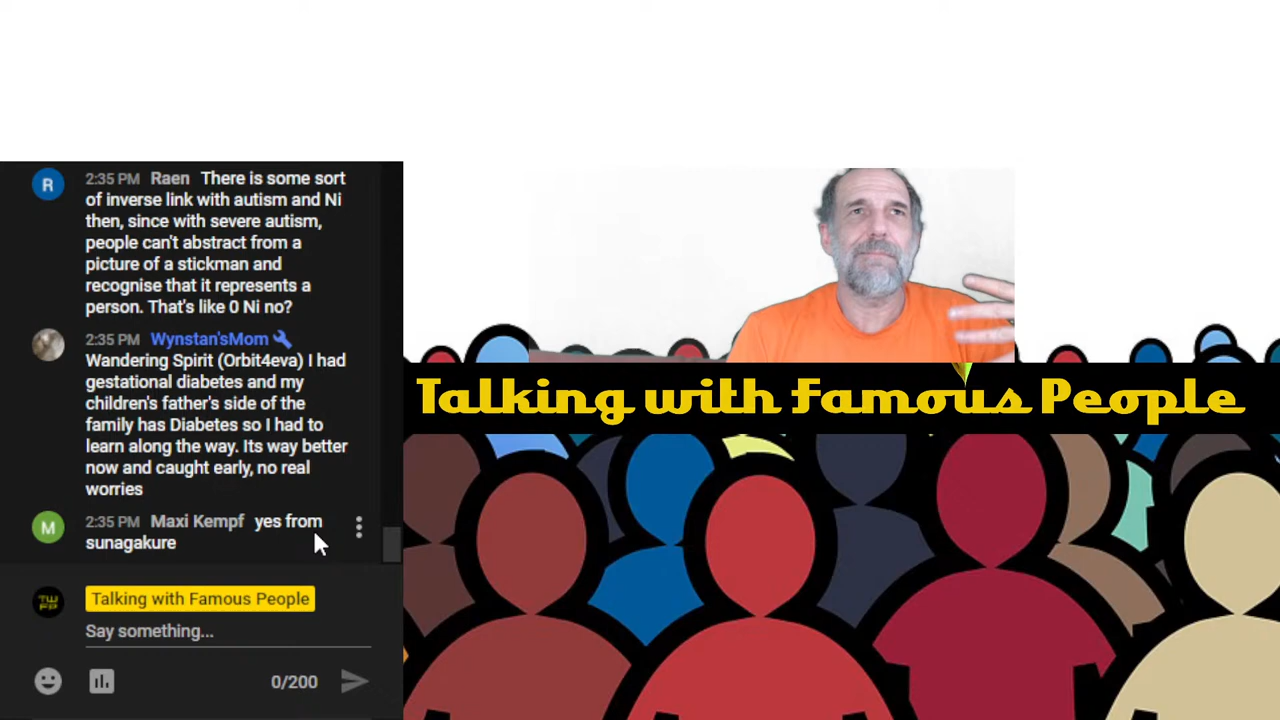 2:35 PM Raen There is some sort
of inverse link with autism and Ni
then, since with severe autism,
people can't abstract from a
picture of a stickman and
recognise that it represents a
person. That's like 0 Ni no?
2:35 PM Wynstan'sMom
Wandering Spirit (Orbit4eva) I had
gestational diabetes and my
children's father's side of the
family has Diabetes so I had to
learn along the way. Its way better
now and caught early, no real
worries
2:35 PM Maxi Kempf yes from
sunagakure
Talking with Famous People
Say something...
0/200
Talking with Famous People
R
M
TW
FP